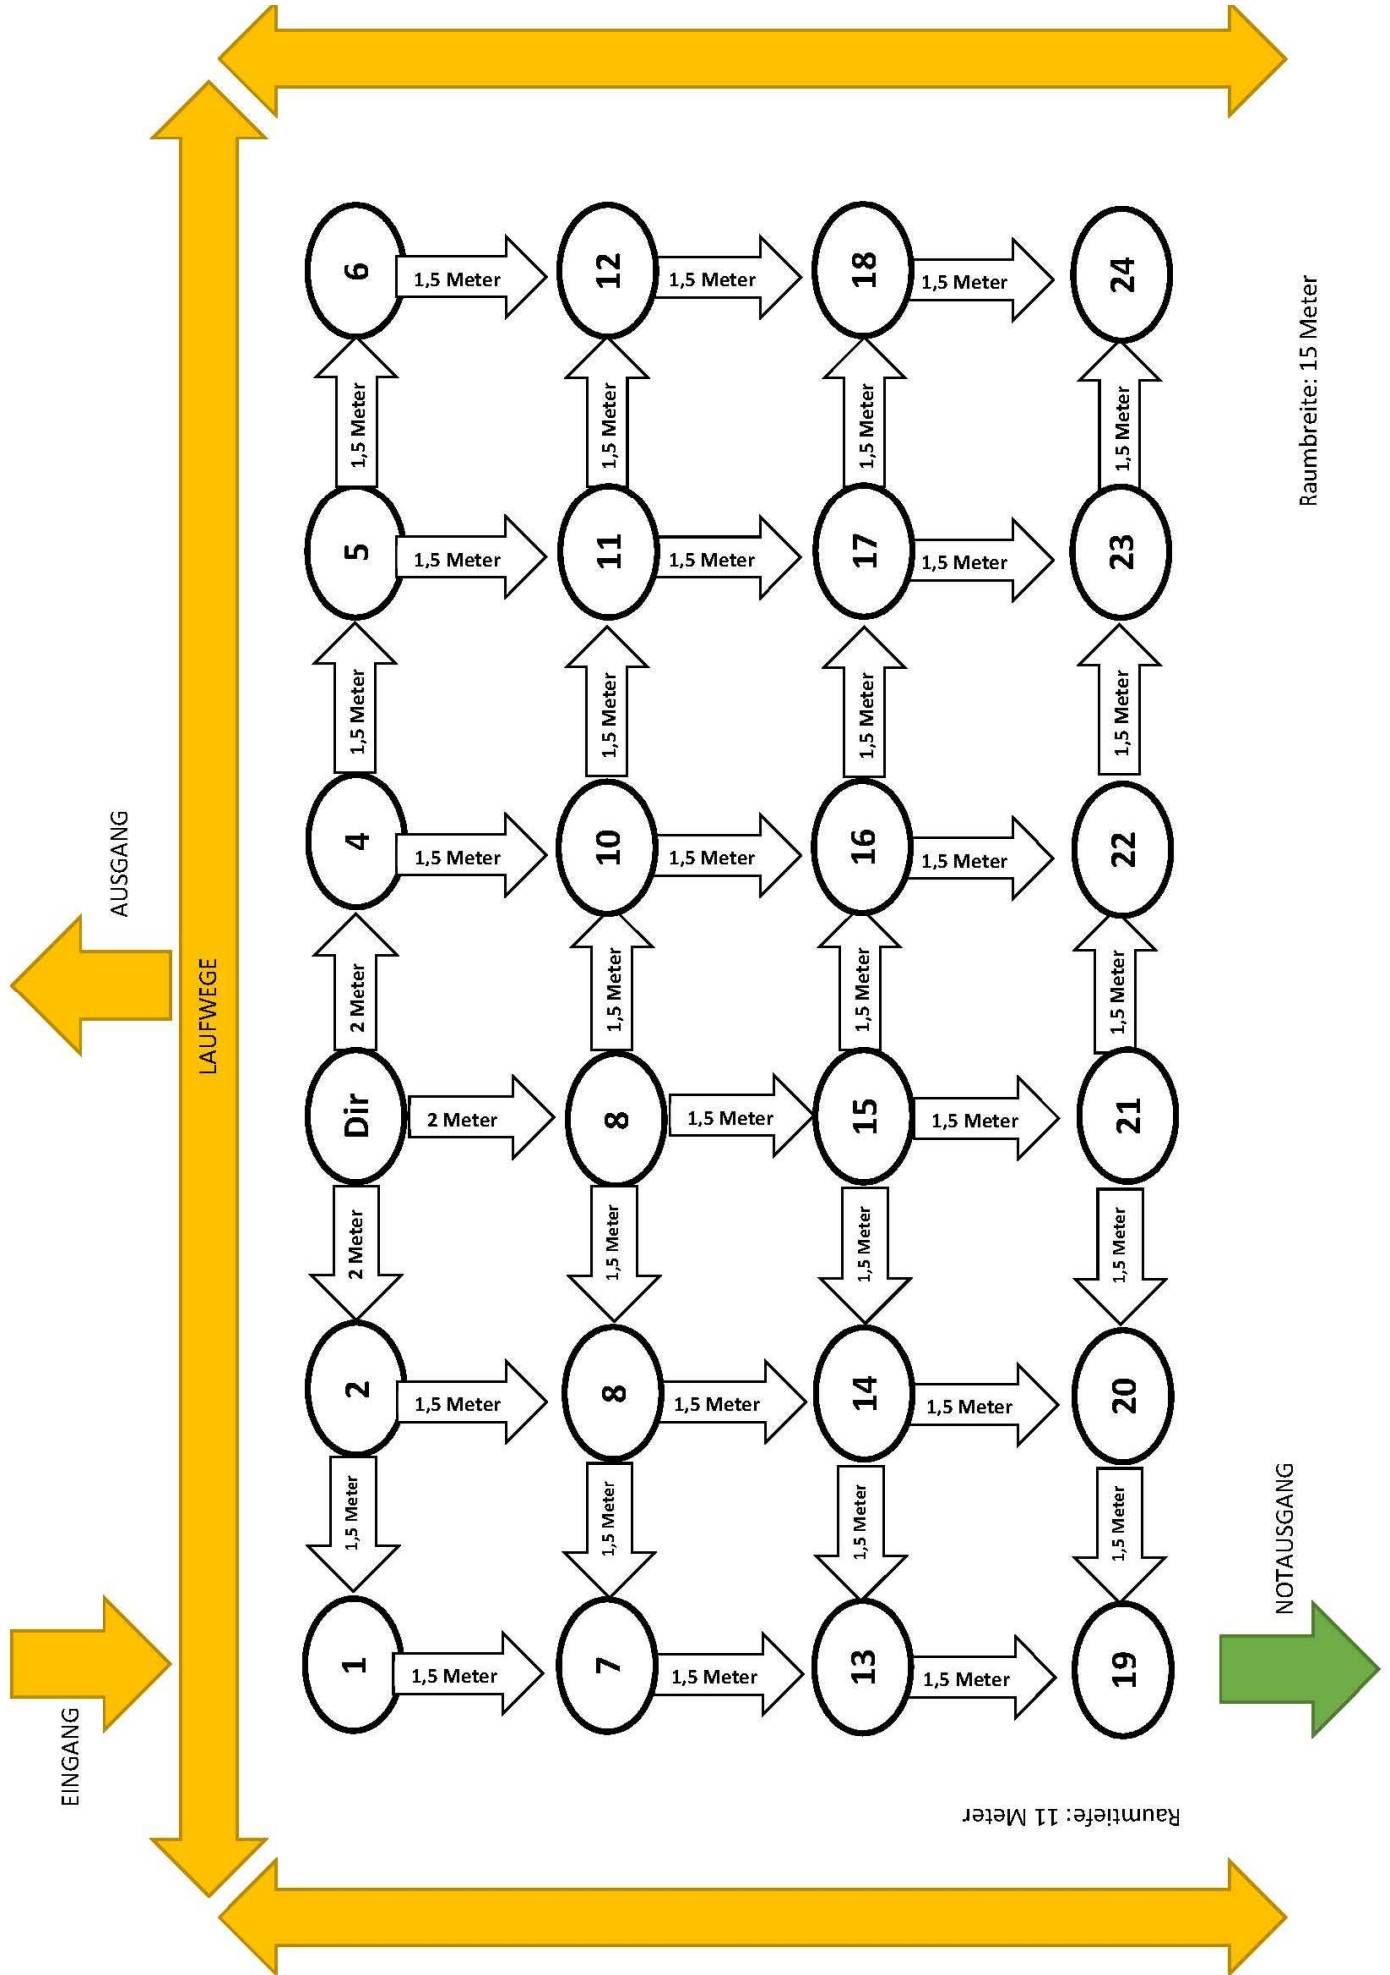 EINGANG
AUSGANG
LAUFWEGE
1 1,5 Meter 2 2 Meter Dir 2 Meter 4 1,5 Meter 5 1,5 Meter 6
1,5 Meter 1,5 Meter 2 Meter 1,5 Meter 1,5 Meter 1,5 Meter
7 1,5 Meter 8 1,5 Meter 8 1,5 Meter 10 1,5 Meter 11 1,5 Meter 12
1,5 Meter 1,5 Meter 1,5 Meter 1,5 Meter 1,5 Meter 1,5 Meter
13 1,5 Meter 14 1,5 Meter 15 1,5 Meter 16 1,5 Meter 17 1,5 Meter 18
1,5 Meter 1,5 Meter 1,5 Meter 1,5 Meter 1,5 Meter 1,5 Meter
19 1,5 Meter 20 1,5 Meter 21 1,5 Meter 22 1,5 Meter 23 1,5 Meter 24
Raumtiefe: 11 Meter
NOTAUSGANG
Raumbreite: 15 Meter